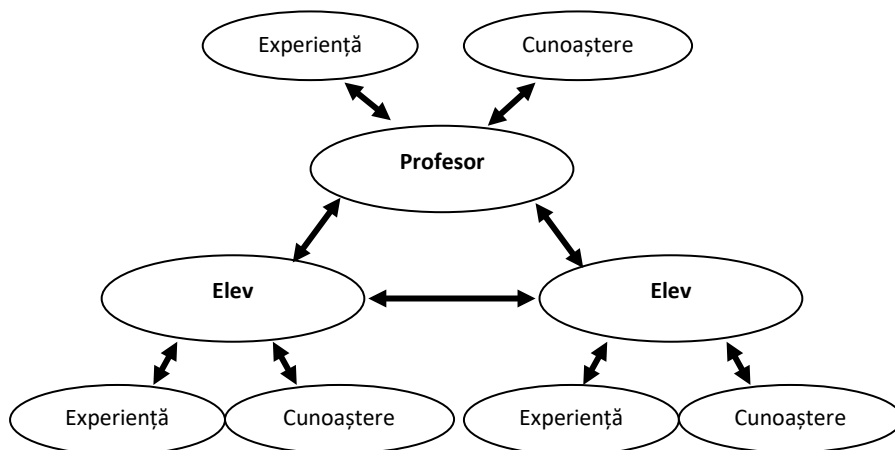 Experiență
Cunoaștere
Profesor
Elev
Elev
Experiență
Cunoaștere
Experiență
Cunoaștere